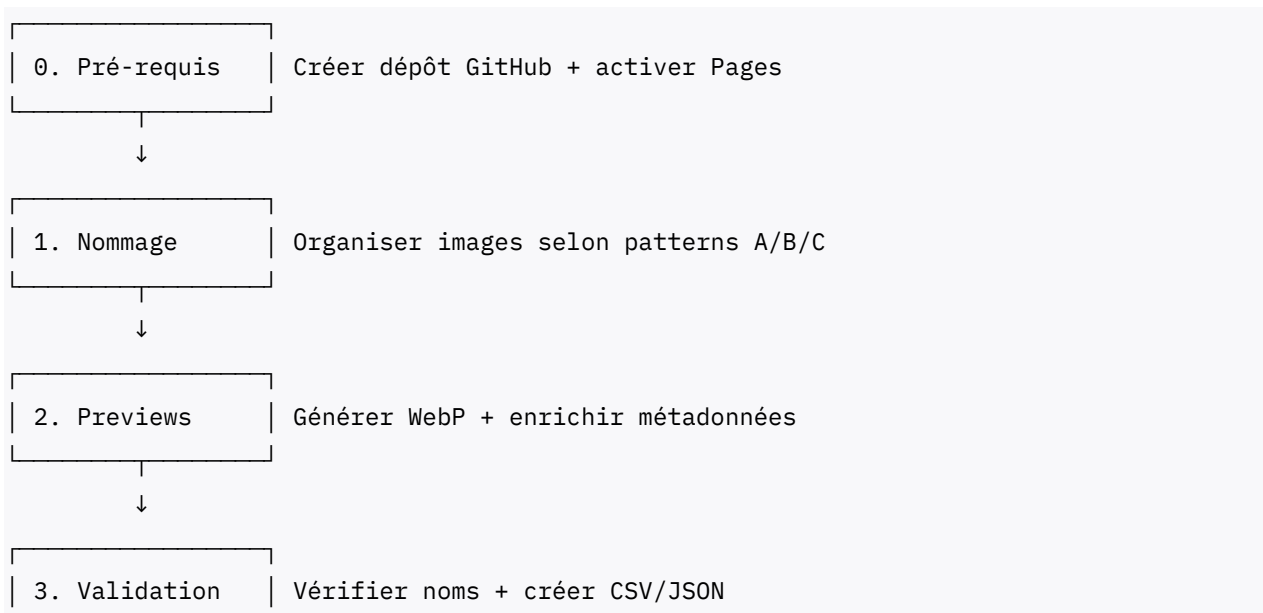 0. Pré-requis Créer dépôt GitHub + activer Pages
↓
1. Nommage Organiser images selon patterns A/B/C
↓
2. Previews Générer WebP + enrichir métadonnées
↓
3. Validation Vérifier noms + créer CSV/JSON